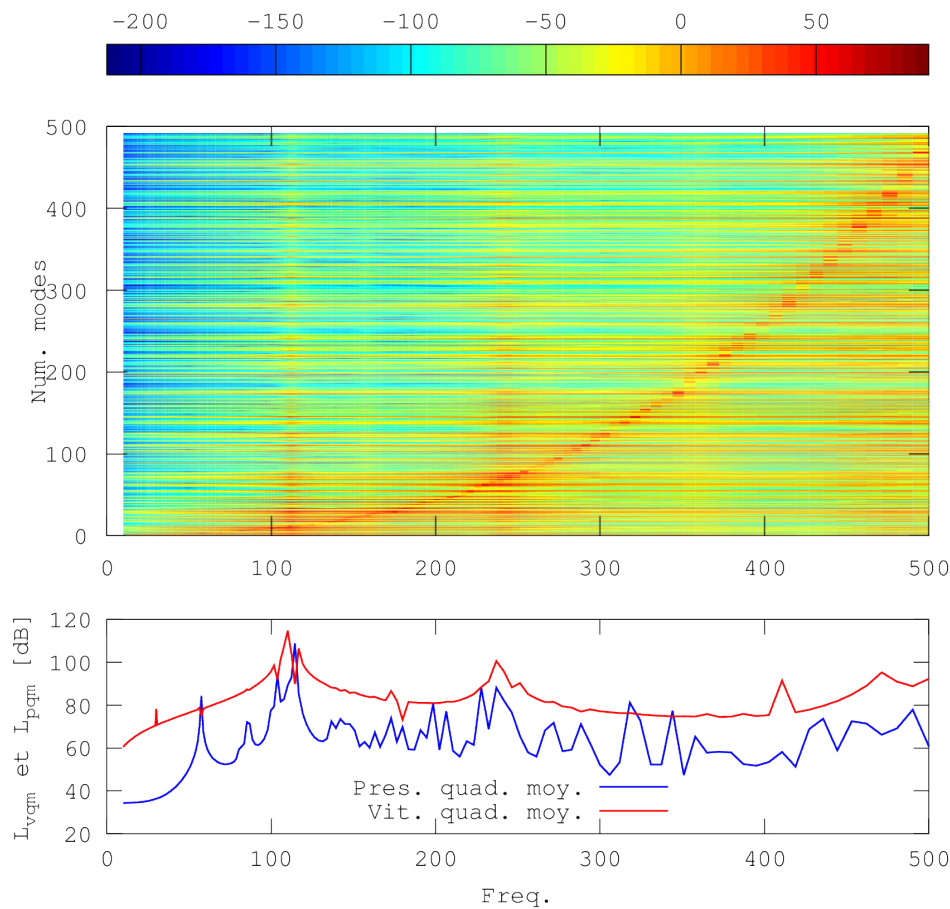 −200 −150 −100 −50 0 50
500
400
300
200
100
0
Num. modes
0 100 200 300 400 500
120
100
80
60
40
20
Lvqm et Lpqm [dB]
Pres. quad. moy.
Vit. quad. moy.
0 100 200 300 400 500
Freq.